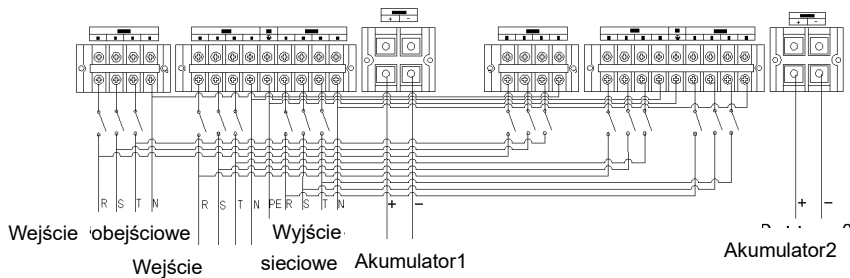 + −
+ −
R S T N R S T N PE R S T N + − + −
Wejście obejściowe Wyjście
Wejście sieciowe Akumulator1 Akumulator2